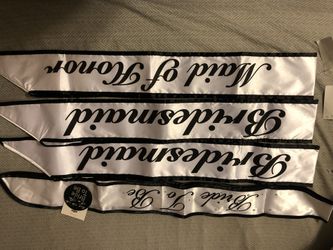 Maid of Honor
Bridesmaid
Bridesmaid
Bride To Be